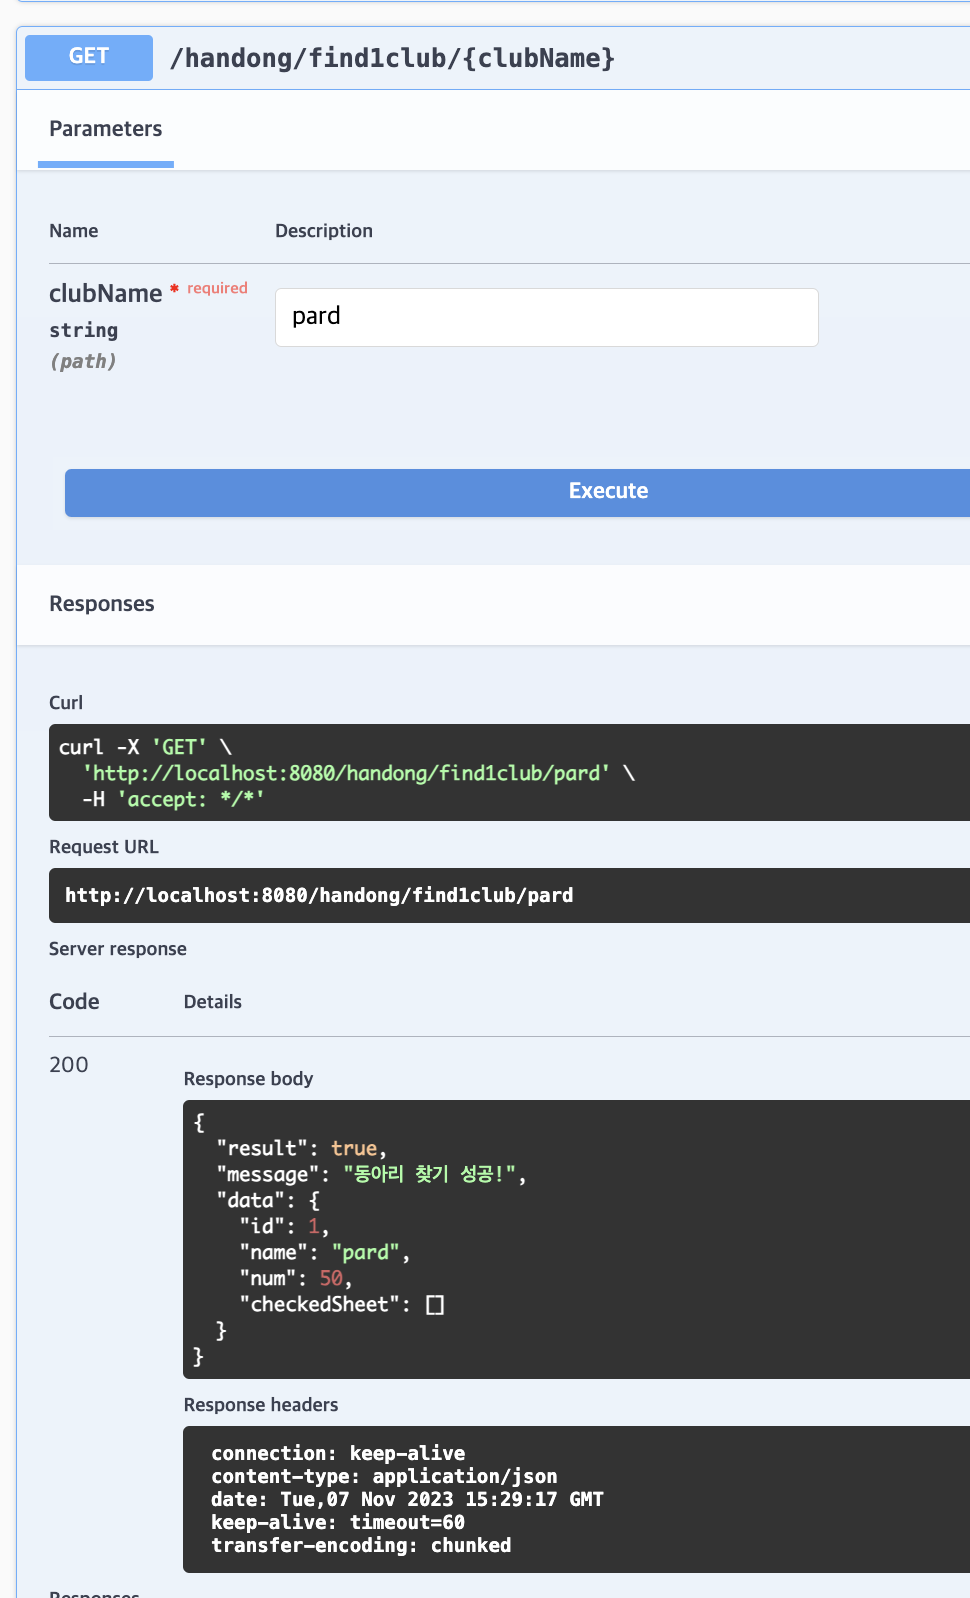 GET /handong/find1club/{clubName}
Parameters
Name Description
clubName * required
string
(path)
pard
Execute
Responses
Curl
curl -X 'GET' \
  'http://localhost:8080/handong/find1club/pard' \
  -H 'accept: */*'
Request URL
http://localhost:8080/handong/find1club/pard
Server response
Code Details
200
Response body
{
  "result": true,
  "message": "동아리 찾기 성공!",
  "data": {
    "id": 1,
    "name": "pard",
    "num": 50,
    "checkedSheet": []
  }
}
Response headers
connection: keep-alive
content-type: application/json
date: Tue,07 Nov 2023 15:29:17 GMT
keep-alive: timeout=60
transfer-encoding: chunked
Responses